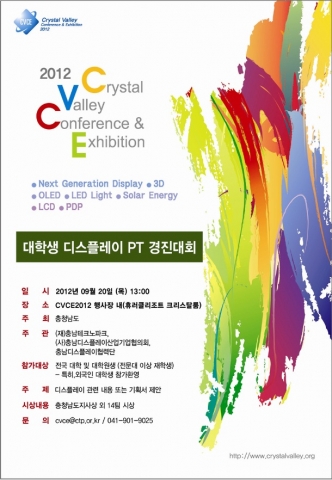 CVCE
Crystal Valley
Conference & Exhibition
2012
2012 Crystal
Valley
Conference &
Exhibition
● Next Generation Display ● 3D
● OLED ● LED Light ● Solar Energy
● LCD ● PDP
대학생 디스플레이 PT 경진대회
일 시 2012년 09월 20일 (목) 13:00
장 소 CVCE2012 행사장 내(휴러클리조트 크리스탈룸)
주 최 충청남도
주 관 (재)충남테크노파크,
(사)충남디스플레이산업기업협의회,
충남디스플레이협력단
참가대상 전국 대학 및 대학원생 (전문대 이상 재학생)
- 특히,외국인 대학생 참가환영
주 제 디스플레이 관련 내용 또는 기획서 제안
시상내용 충청남도지사상 외 14팀 시상
문 의 cvce@ctp.or.kr / 041-901-9025
http://www.crystalvalley.org